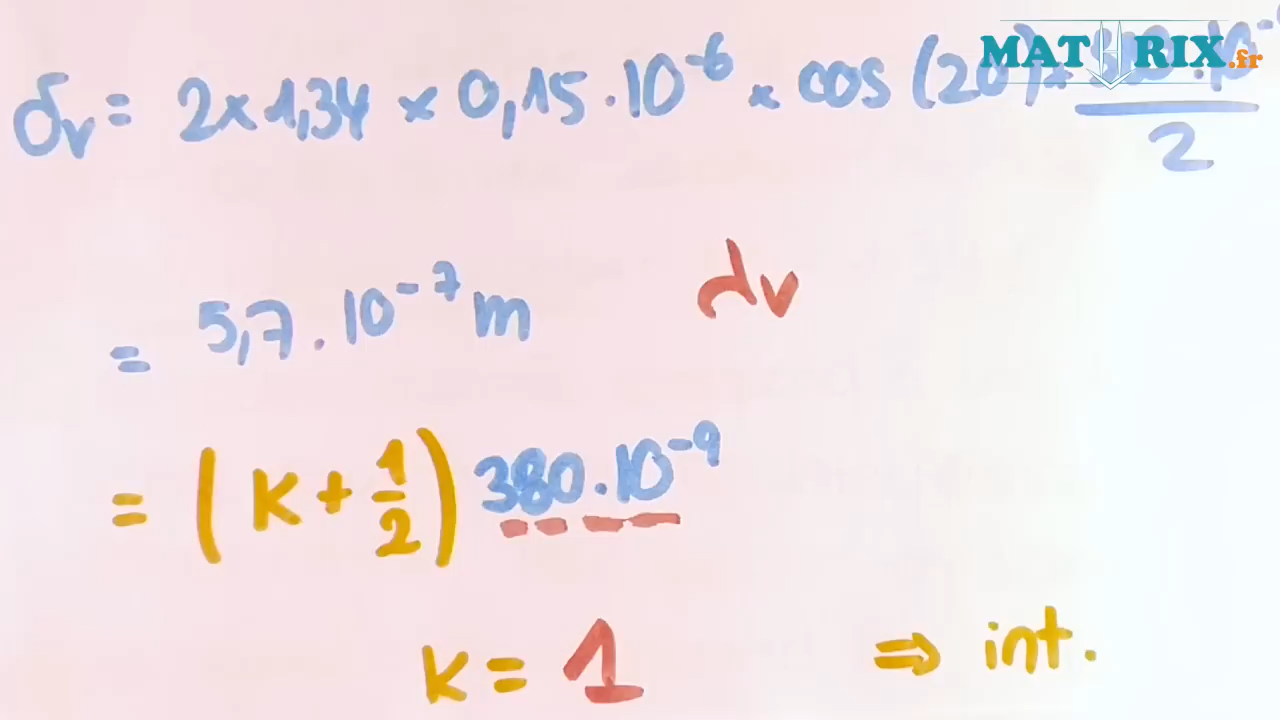 MATHRIX.fr
δv = 2 × 1,34 × 0,15 . 10⁻⁶ × cos (20)
2
= 5,7 . 10⁻⁷ m λv
= (k + 1/2) 380 . 10⁻⁹
k = 1 ⇒ int.